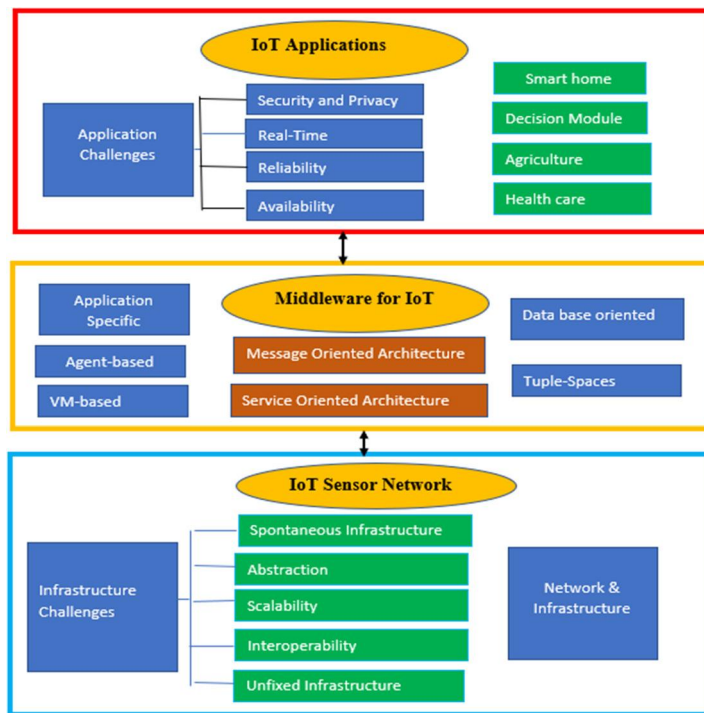 IoT Applications
Application
Challenges
Security and Privacy
Real-Time
Reliability
Availability
Smart home
Decision Module
Agriculture
Health care
Middleware for IoT
Application
Specific
Agent-based
VM-based
Message Oriented Architecture
Service Oriented Architecture
Data base oriented
Tuple-Spaces
IoT Sensor Network
Infrastructure
Challenges
Spontaneous Infrastructure
Abstraction
Scalability
Interoperability
Unfixed Infrastructure
Network &
Infrastructure